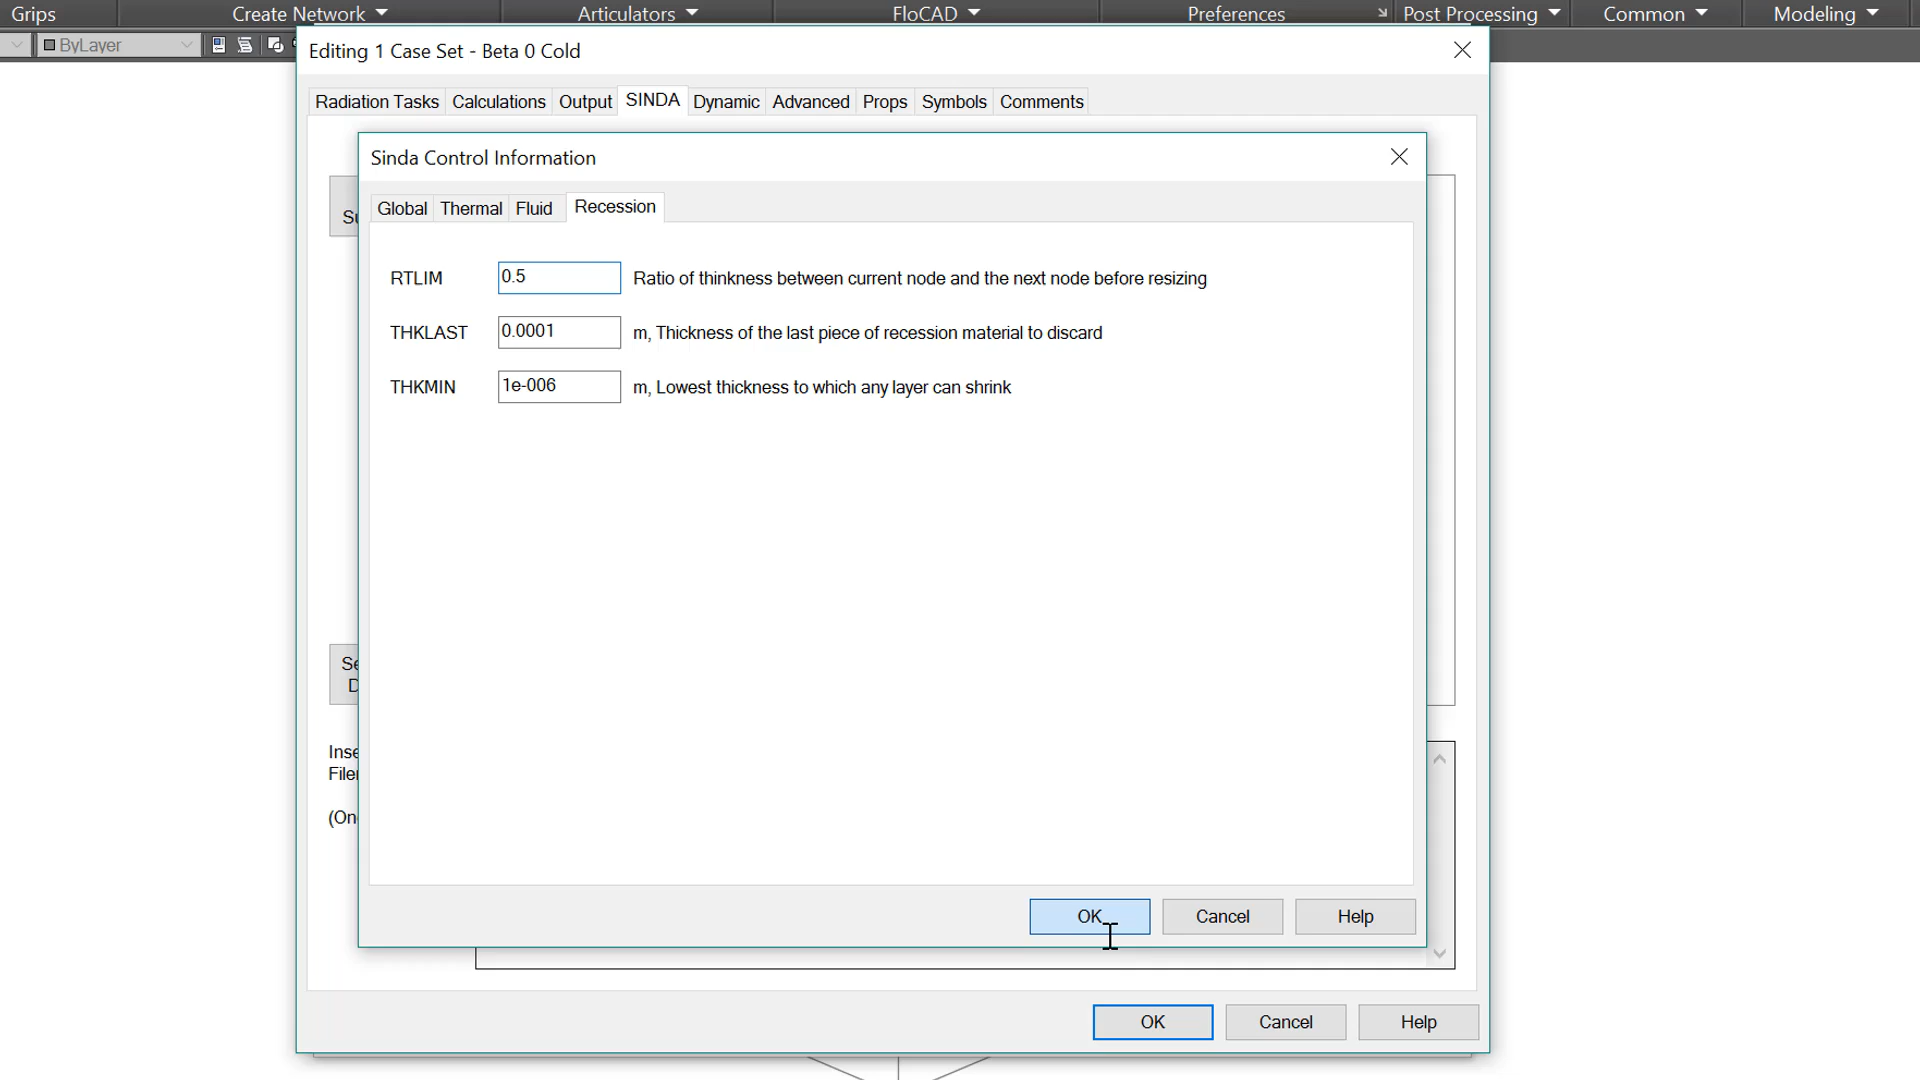 Grips Create Network Articulators FloCAD Preferences Post Processing Common Modeling
ByLayer
Editing 1 Case Set - Beta 0 Cold
Radiation Tasks Calculations Output SINDA Dynamic Advanced Props Symbols Comments
Sinda Control Information
Global Thermal Fluid Recession
RTLIM 0.5 Ratio of thinkness between current node and the next node before resizing
THKLAST 0.0001 m, Thickness of the last piece of recession material to discard
THKMIN 1e-006 m, Lowest thickness to which any layer can shrink
OK Cancel Help
OK Cancel Help